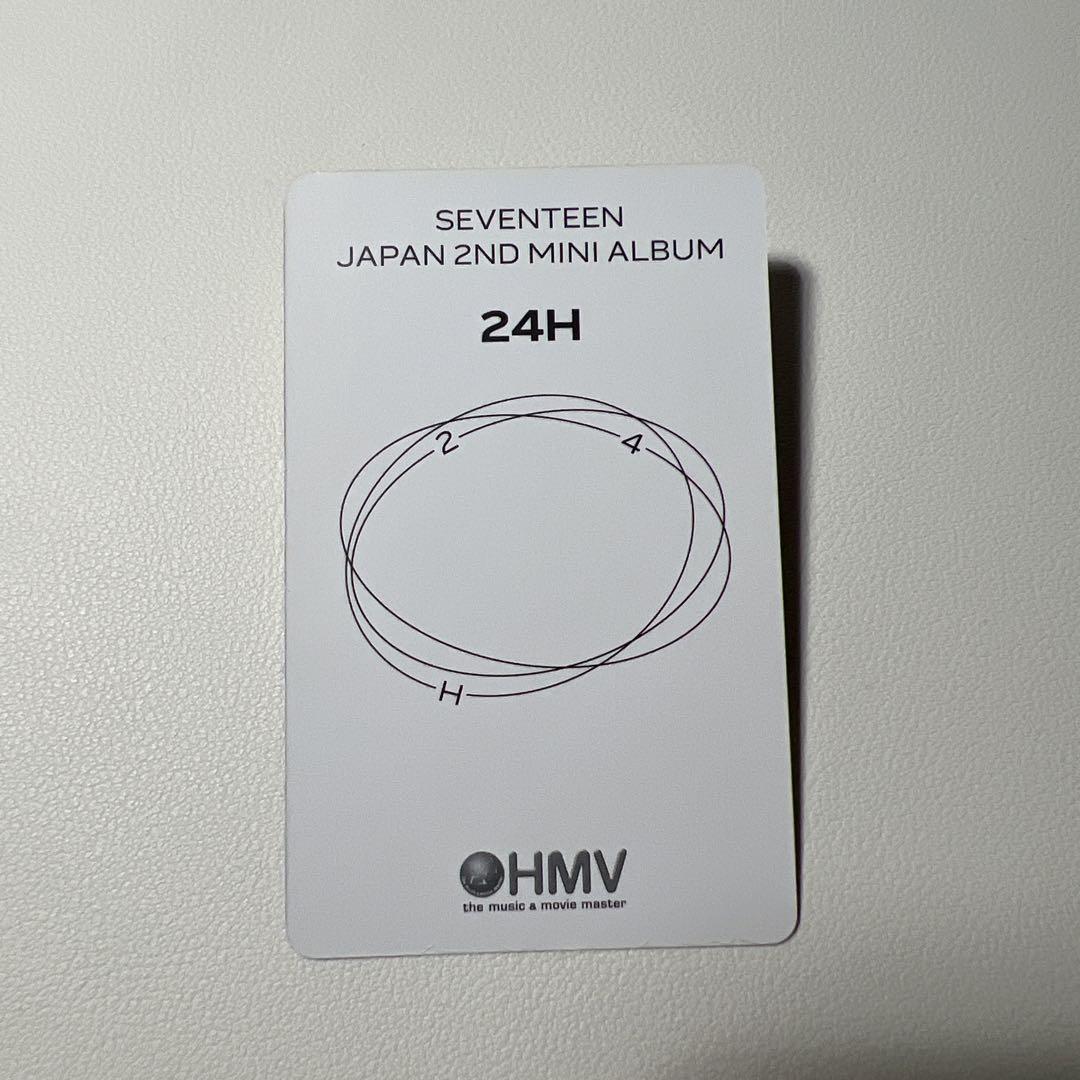 SEVENTEEN
JAPAN 2ND MINI ALBUM
24H
2 4
H
HMV
the music & movie master